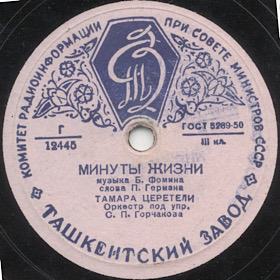 КОМИТЕТ РАДИОИНФОРМАЦИИ ПРИ СОВЕТЕ МИНИСТРОВ СССР
Г
12445
ГОСТ 5289-50
III кл.
МИНУТЫ ЖИЗНИ
музыка Б. Фомина
слова П. Германа
ТАМАРА ЦЕРЕТЕЛИ
Оркестр под упр.
С. П. Горчакова
ТАШКЕНТСКИЙ ЗАВОД